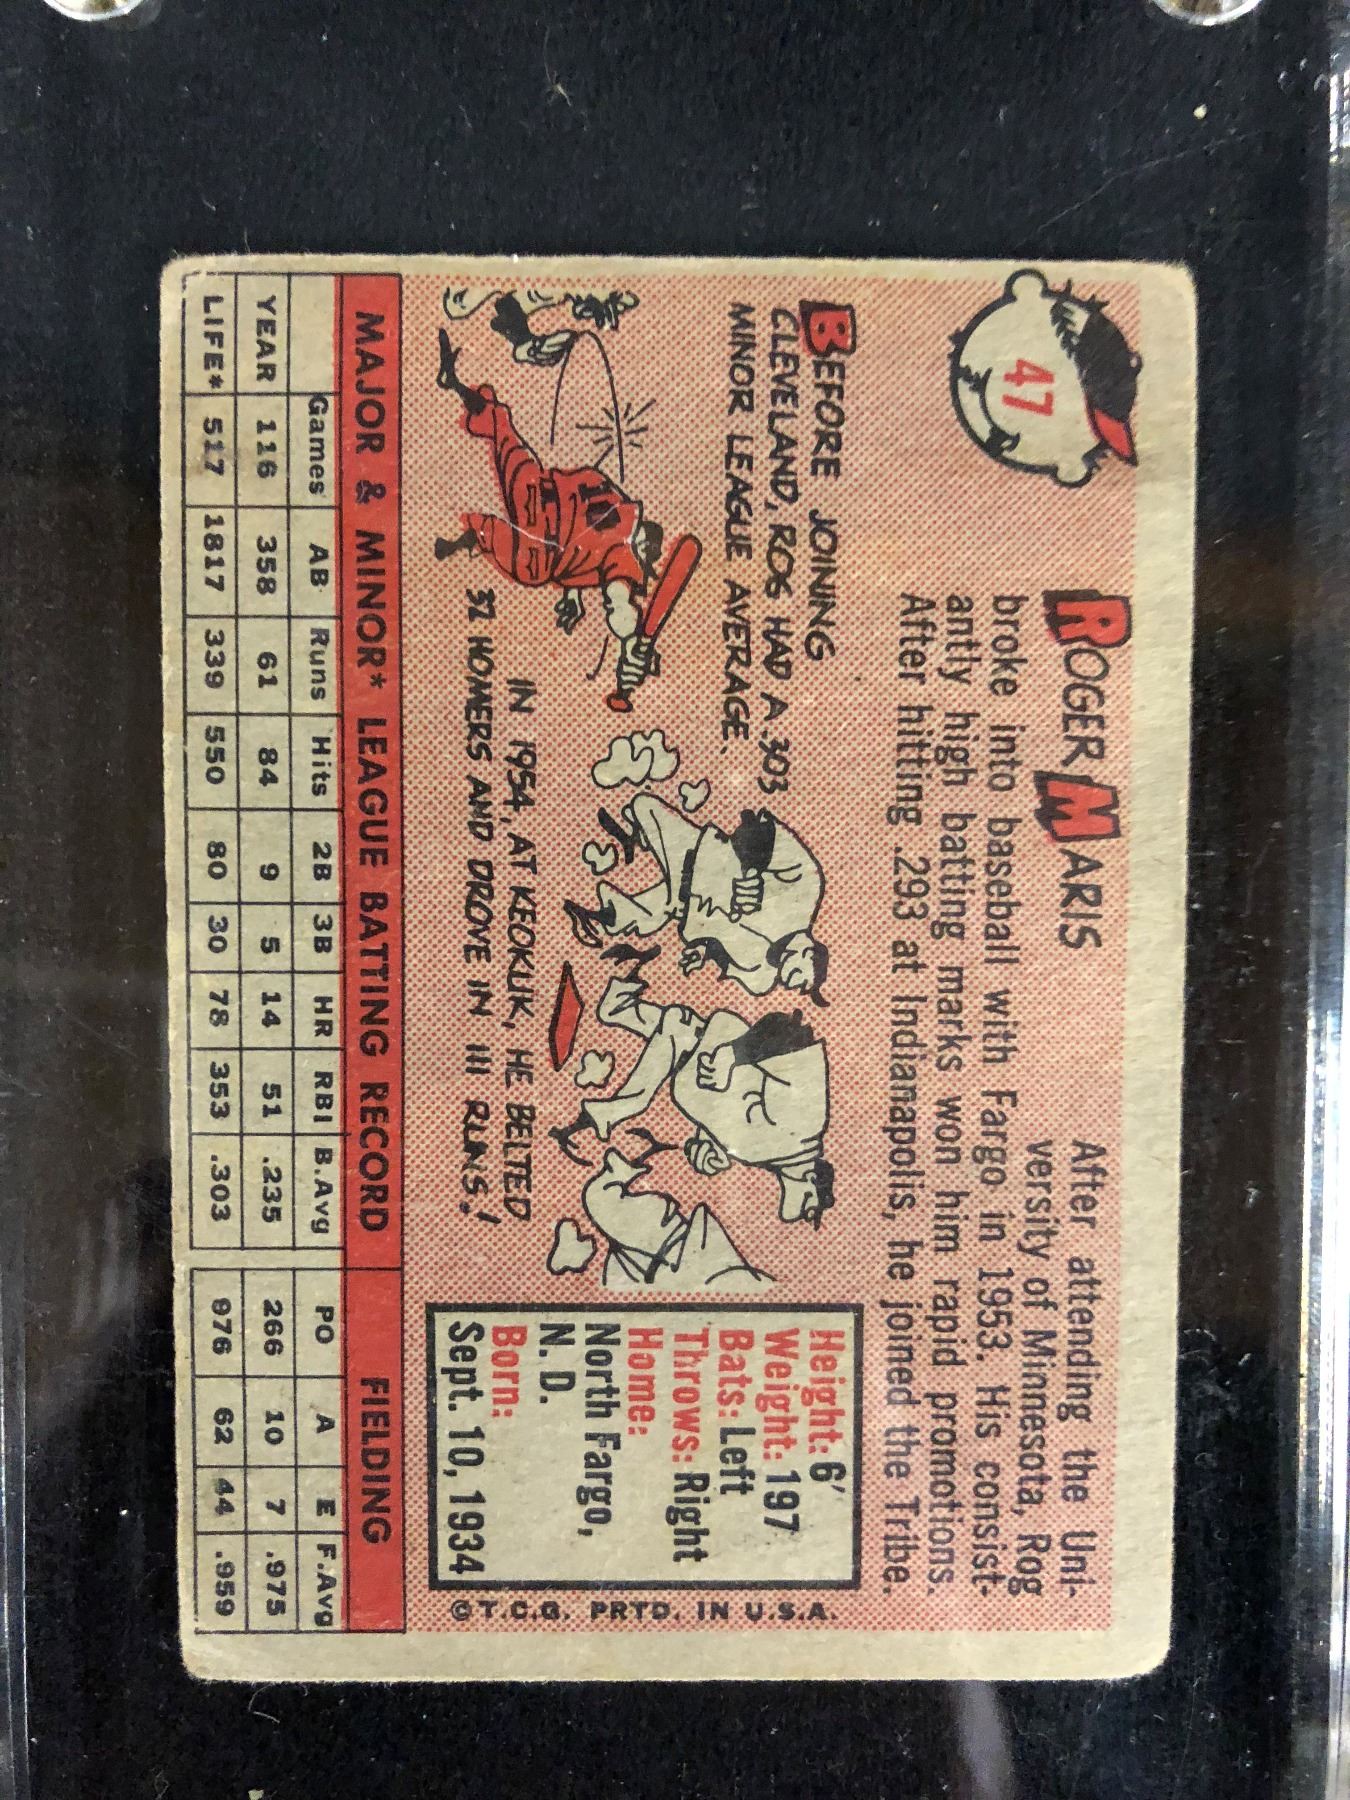 47
ROGER MARIS
After attending the Uni-
versity of Minnesota, Rog
broke into baseball with Fargo in 1953. His consist-
antly high batting marks won him rapid promotions.
After hitting .293 at Indianapolis, he joined the Tribe.
BEFORE JOINING
CLEVELAND, ROG HAD A .303
MINOR LEAGUE AVERAGE.
IN 1954, AT KEOKUK, HE BELTED
32 HOMERS AND DROVE IN 111 RUNS!
Height: 6'
Weight: 197
Bats: Left
Throws: Right
Home:
North Fargo,
N. D.
Born:
Sept. 10, 1934
©T.C.G. PRTD. IN U.S.A.
MAJOR & MINOR* LEAGUE BATTING RECORD FIELDING
Games AB Runs Hits 2B 3B HR RBI B.Avg PO A E F.Avg
YEAR 116 358 61 84 9 5 14 51 .235 266 10 7 .975
LIFE* 517 1817 339 550 80 30 78 353 .303 976 62 44 .959